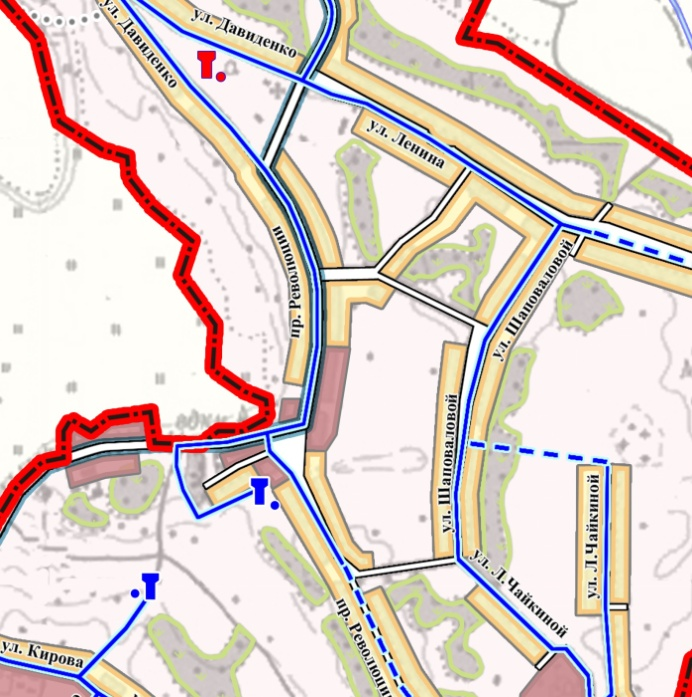 ул. Давиденко
ул. Давиденко
ул. Ленина
пр. Революции
ул. Шаповаловой
ул. Шаповаловой
ул. Л.Чайкиной
ул. Л.Чайкиной
пр. Революции
ул. Кирова